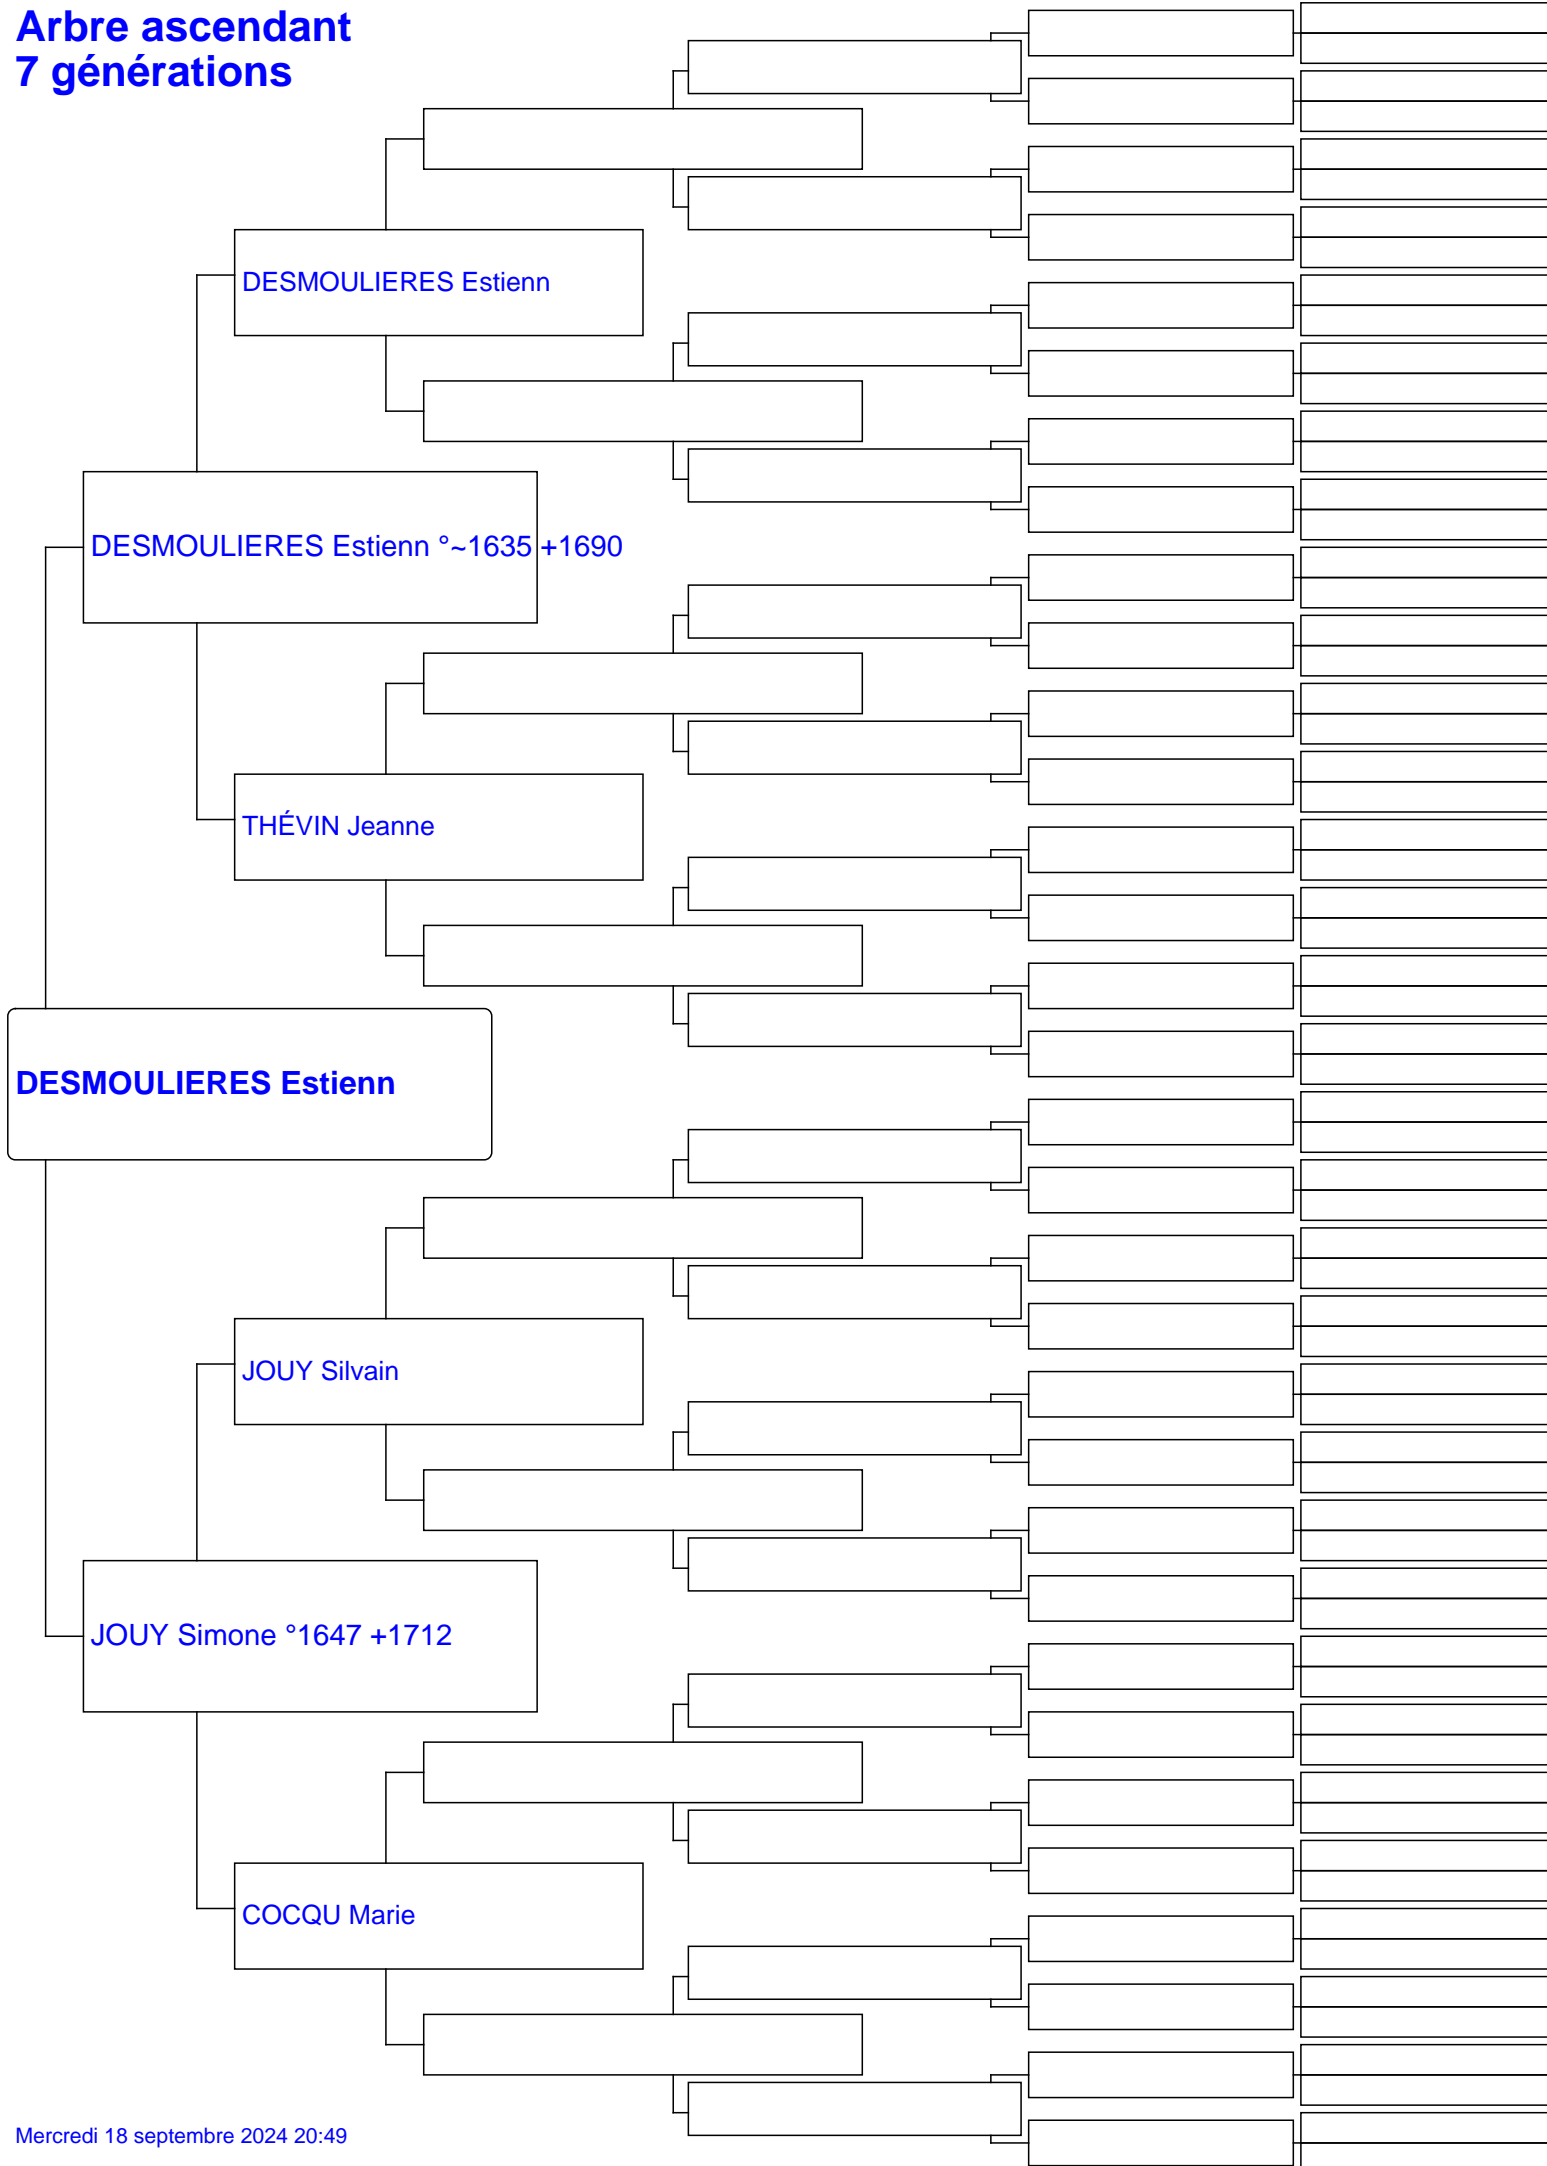 Arbre ascendant
7 générations
DESMOULIERES Estienn
DESMOULIERES Estienn °~1635 +1690
THÉVIN Jeanne
DESMOULIERES Estienn
JOUY Silvain
JOUY Simone °1647 +1712
COCQU Marie
Mercredi 18 septembre 2024 20:49